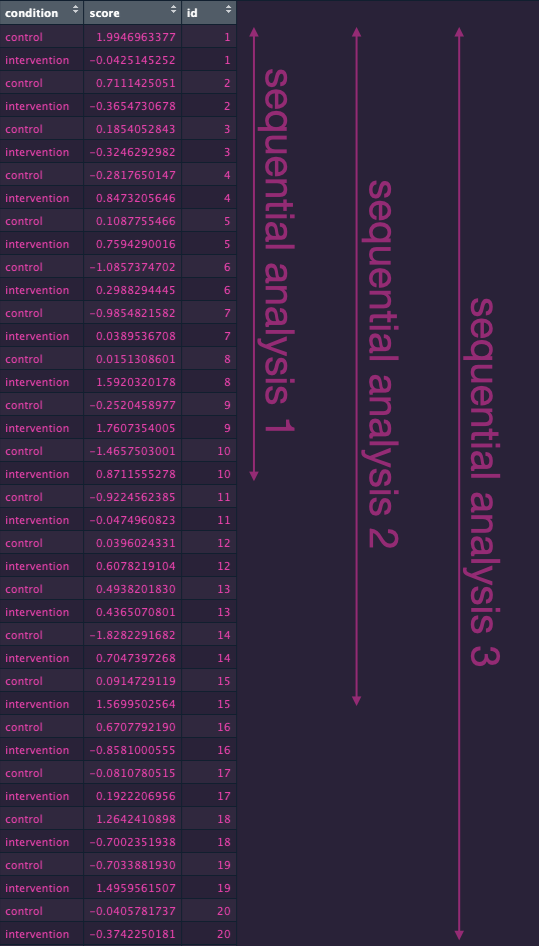 condition score id
control 1.9946963377 1
intervention −0.0425145252 1
control 0.7111425051 2
intervention −0.3654730678 2
control 0.1854052843 3
intervention −0.3246292982 3
control −0.2817650147 4
intervention 0.8473205646 4
control 0.1087755466 5
intervention 0.7594290016 5
control −1.0857374702 6
intervention 0.2988294445 6
control −0.9854821582 7
intervention 0.0389536708 7
control 0.0151308601 8
intervention 1.5920320178 8
control −0.2520458977 9
intervention 1.7607354005 9
control −1.4657503001 10
intervention 0.8711555278 10
control −0.9224562385 11
intervention −0.0474960823 11
control 0.0396024331 12
intervention 0.6078219104 12
control 0.4938201830 13
intervention 0.4365070801 13
control −1.8282291682 14
intervention 0.7047397268 14
control 0.0914729119 15
intervention 1.5699502564 15
control 0.6707792190 16
intervention −0.8581000555 16
control −0.0810780515 17
intervention 0.1922206956 17
control 1.2642410898 18
intervention −0.7002351938 18
control −0.7033881930 19
intervention 1.4959561507 19
control −0.0405781737 20
intervention −0.3742250181 20
sequential analysis 1
sequential analysis 2
sequential analysis 3